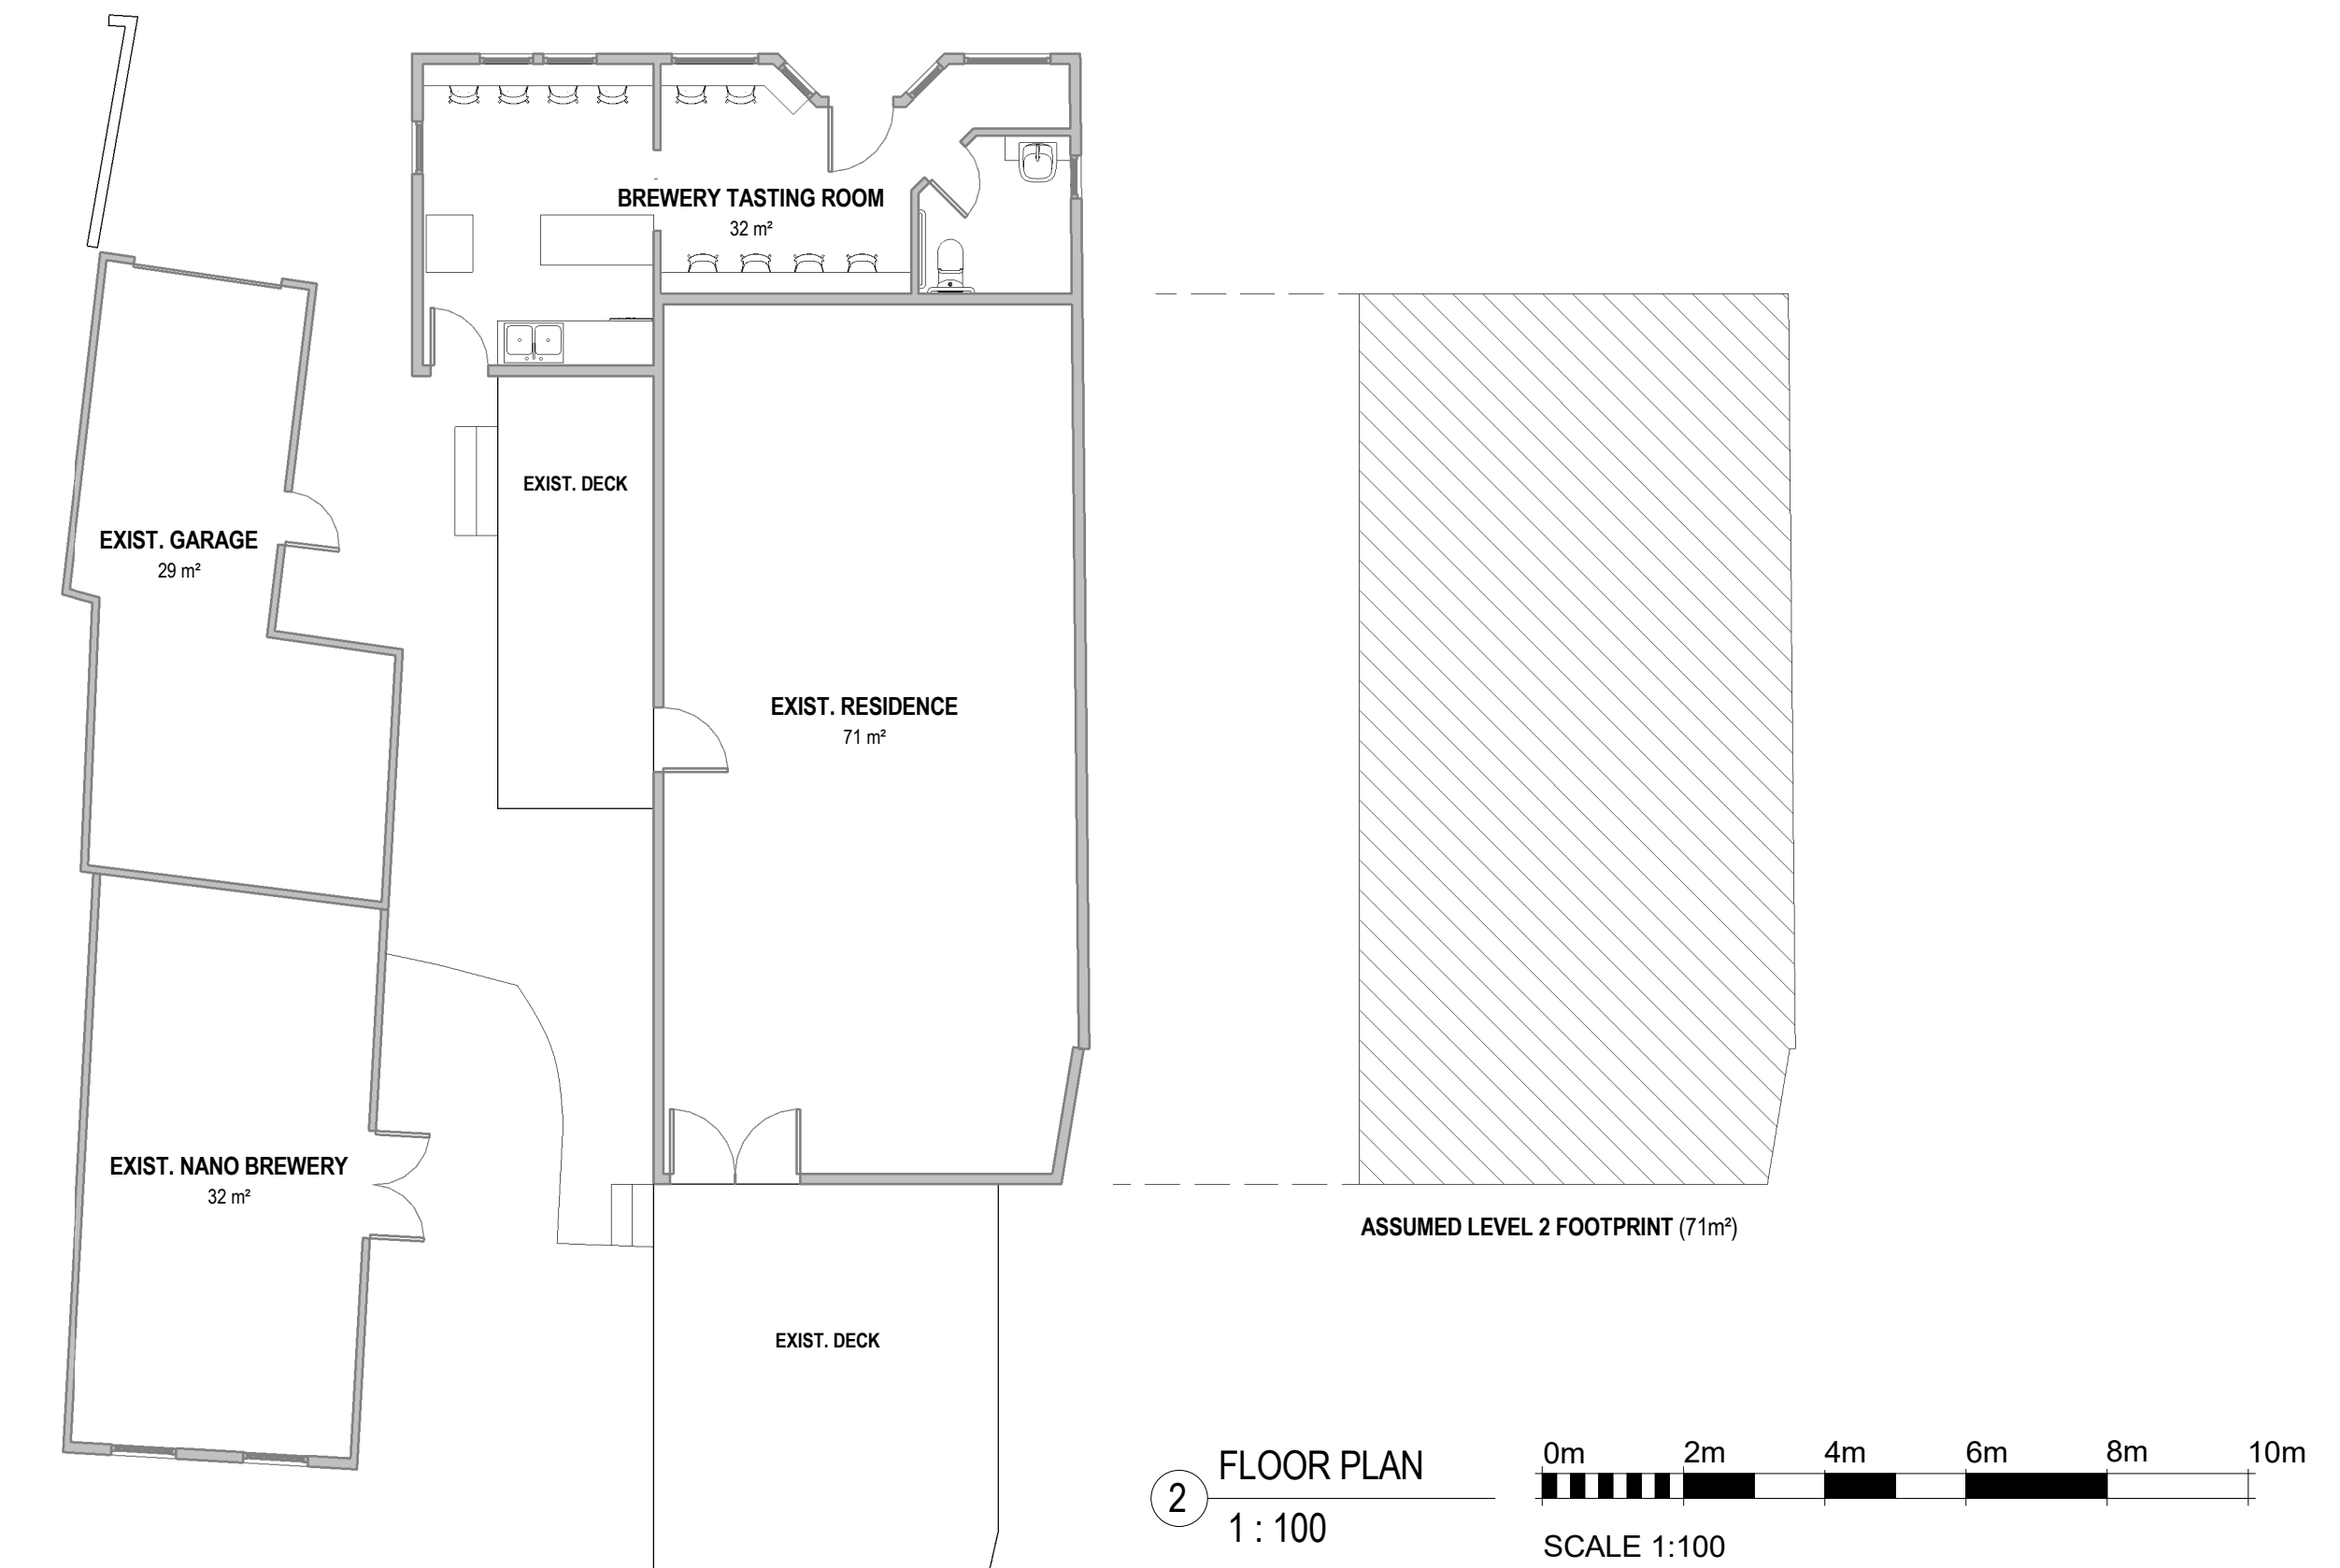 BREWERY TASTING ROOM
32 m²
EXIST. DECK
EXIST. GARAGE
29 m²
EXIST. RESIDENCE
71 m²
EXIST. NANO BREWERY
32 m²
ASSUMED LEVEL 2 FOOTPRINT (71m²)
EXIST. DECK
2
FLOOR PLAN
1 : 100
0m 2m 4m 6m 8m 10m
SCALE 1:100